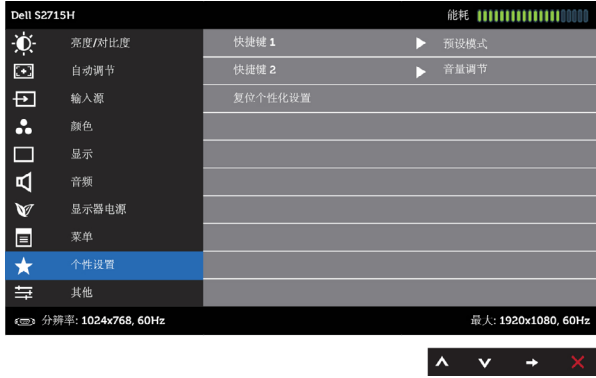 Dell S2715H 能耗
亮度/对比度 快捷键 1 预设模式
自动调节 快捷键 2 音量调节
输入源 复位个性化设置
颜色
显示
音频
显示器电源
菜单
个性设置
其他
分辨率: 1024x768, 60Hz 最大: 1920x1080, 60Hz